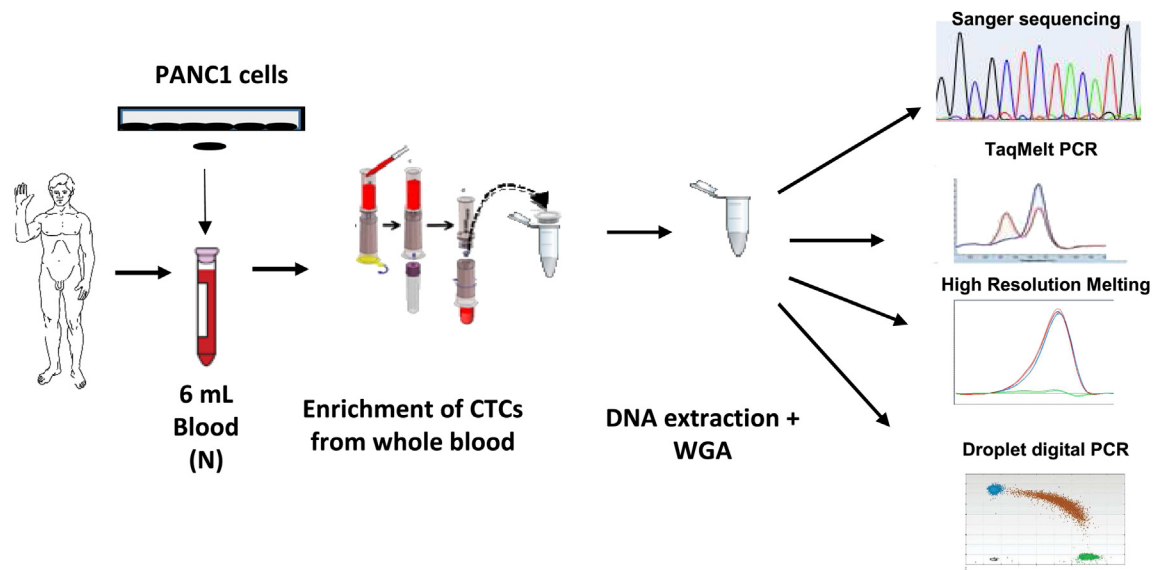 Sanger sequencing
PANC1 cells
TaqMelt PCR
High Resolution Melting
6 mL
Blood
(N)
Enrichment of CTCs
from whole blood
DNA extraction +
WGA
Droplet digital PCR